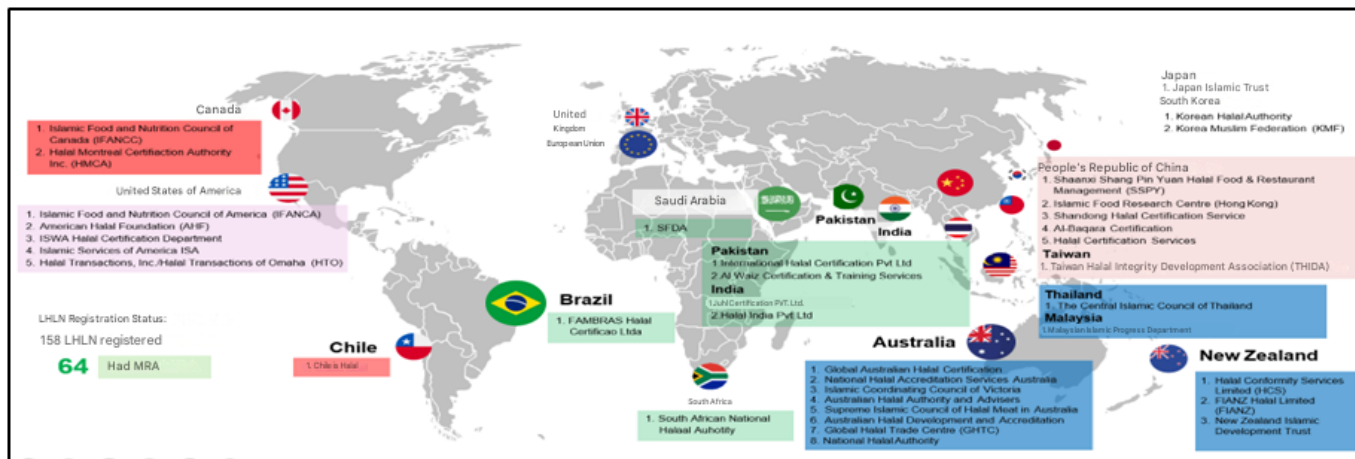 Canada
1. Islamic Food and Nutrition Council of
Canada (IFANCC)
2. Halal Montreal Certifiaction Authority
Inc. (HMCA)
United States of America
1. Islamic Food and Nutrition Council of America (IFANCA)
2. American Halal Foundation (AHF)
3. ISWA Halal Certification Department
4. Islamic Services of America ISA
5. Halal Transactions, Inc./Halal Transactions of Omaha (HTO)
LHLN Registration Status:
158 LHLN registered
64 Had MRA
Chile
1. Chile is Halal
Brazil
1. FAMBRAS Halal
Certificao Ltda
United
Kingdom
European Union
Saudi Arabia
1. SFDA
Pakistan
India
Pakistan
1. International Halal Certification Pvt Ltd
2. Al Waiz Certification & Training Services
India
1. Juhl Certification PVT. Ltd.
2. Halal India Pvt Ltd
South Africa
1. South African National
Halaal Auhotity
Australia
1. Global Australian Halal Certification
2. National Halal Accreditation Services Australia
3. Islamic Coordinating Council of Victoria
4. Australian Halal Authority and Advisers
5. Supreme Islamic Council of Halal Meat in Australia
6. Australian Halal Development and Accreditation
7. Global Halal Trade Centre (GHTC)
8. National Halal Authority
Japan
1. Japan Islamic Trust
South Korea
1. Korean Halal Authority
2. Korea Muslim Federation (KMF)
People's Republic of China
1. Shaanxi Shang Pin Yuan Halal Food & Restaurant
Management (SSPY)
2. Islamic Food Research Centre (Hong Kong)
3. Shandong Halal Certification Service
4. Al-Baqara Certification
5. Halal Certification Services
Taiwan
1. Taiwan Halal Integrity Development Association (THIDA)
Thailand
1. The Central Islamic Council of Thailand
Malaysia
1. Malaysian Islamic Progress Department
New Zealand
1. Halal Conformity Services
Limited (HCS)
2. FIANZ Halal Limited
(FIANZ)
3. New Zealand Islamic
Development Trust